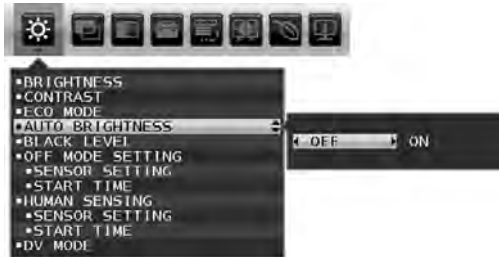 BRIGHTNESS
CONTRAST
ECO MODE
AUTO BRIGHTNESS
OFF ON
BLACK LEVEL
OFF MODE SETTING
SENSOR SETTING
START TIME
HUMAN SENSING
SENSOR SETTING
START TIME
DV MODE